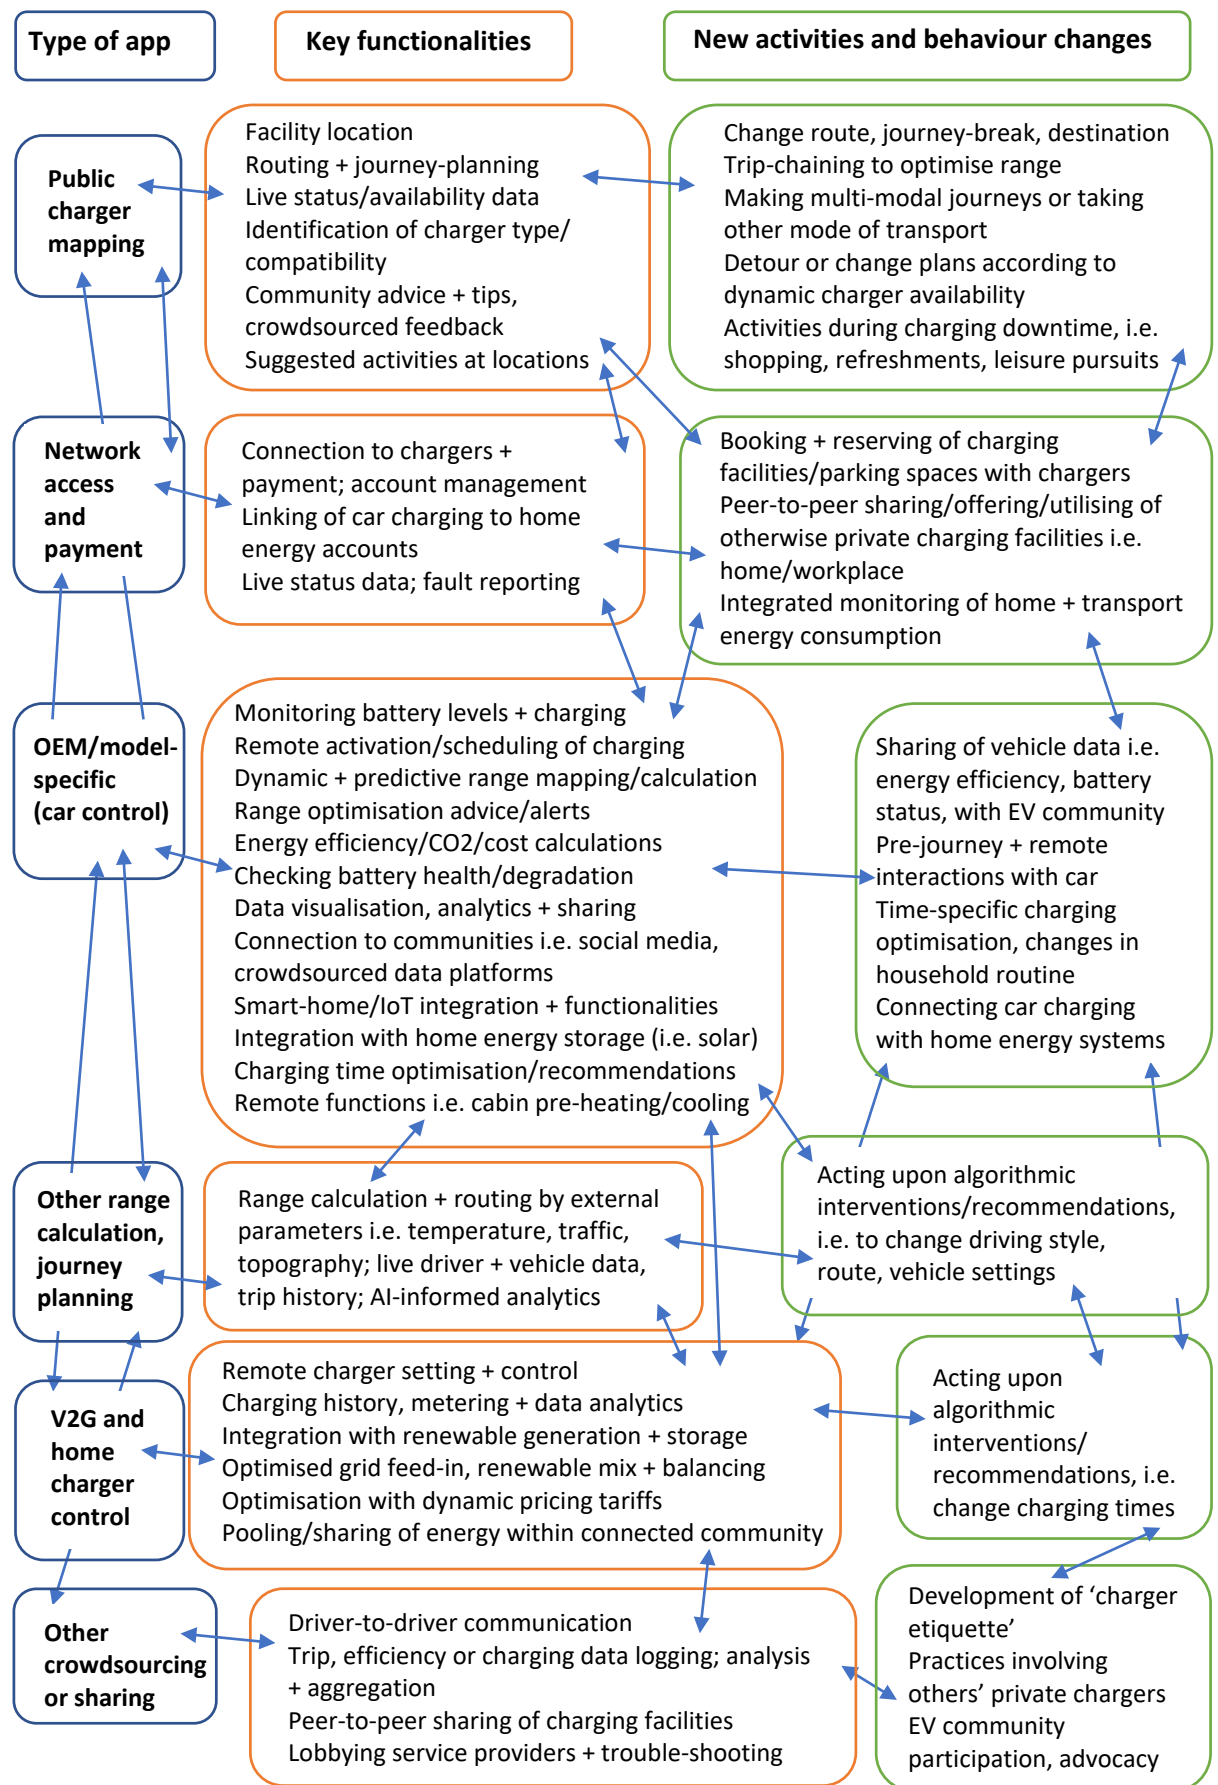 Type of app
Key functionalities
New activities and behaviour changes
Public
charger
mapping
Facility location
Routing + journey-planning
Live status/availability data
Identification of charger type/
compatibility
Community advice + tips,
crowdsourced feedback
Suggested activities at locations
Change route, journey-break, destination
Trip-chaining to optimise range
Making multi-modal journeys or taking
other mode of transport
Detour or change plans according to
dynamic charger availability
Activities during charging downtime, i.e.
shopping, refreshments, leisure pursuits
Network
access
and
payment
Connection to chargers +
payment; account management
Linking of car charging to home
energy accounts
Live status data; fault reporting
Booking + reserving of charging
facilities/parking spaces with chargers
Peer-to-peer sharing/offering/utilising of
otherwise private charging facilities i.e.
home/workplace
Integrated monitoring of home + transport
energy consumption
OEM/model-
specific
(car control)
Monitoring battery levels + charging
Remote activation/scheduling of charging
Dynamic + predictive range mapping/calculation
Range optimisation advice/alerts
Energy efficiency/CO2/cost calculations
Checking battery health/degradation
Data visualisation, analytics + sharing
Connection to communities i.e. social media,
crowdsourced data platforms
Smart-home/IoT integration + functionalities
Integration with home energy storage (i.e. solar)
Charging time optimisation/recommendations
Remote functions i.e. cabin pre-heating/cooling
Sharing of vehicle data i.e.
energy efficiency, battery
status, with EV community
Pre-journey + remote
interactions with car
Time-specific charging
optimisation, changes in
household routine
Connecting car charging
with home energy systems
Other range
calculation,
journey
planning
Range calculation + routing by external
parameters i.e. temperature, traffic,
topography; live driver + vehicle data,
trip history; AI-informed analytics
Acting upon algorithmic
interventions/recommendations,
i.e. to change driving style,
route, vehicle settings
V2G and
home
charger
control
Remote charger setting + control
Charging history, metering + data analytics
Integration with renewable generation + storage
Optimised grid feed-in, renewable mix + balancing
Optimisation with dynamic pricing tariffs
Pooling/sharing of energy within connected community
Acting upon
algorithmic
interventions/
recommendations, i.e.
change charging times
Other
crowdsourcing
or sharing
Driver-to-driver communication
Trip, efficiency or charging data logging; analysis
+ aggregation
Peer-to-peer sharing of charging facilities
Lobbying service providers + trouble-shooting
Development of ‘charger
etiquette’
Practices involving
others’ private chargers
EV community
participation, advocacy